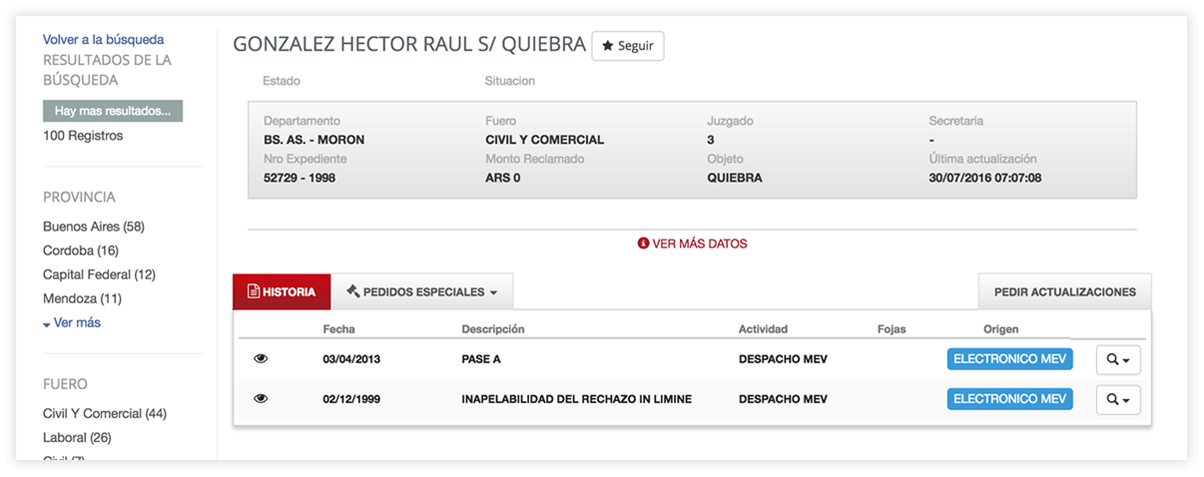 Volver a la búsqueda
RESULTADOS DE LA
BÚSQUEDA
Hay mas resultados...
100 Registros
PROVINCIA
Buenos Aires (58)
Cordoba (16)
Capital Federal (12)
Mendoza (11)
Ver más
FUERO
Civil Y Comercial (44)
Laboral (26)
Civil (7)
GONZALEZ HECTOR RAUL S/ QUIEBRA Seguir
Estado Situacion
Departamento Fuero Juzgado Secretaria
BS. AS. - MORON CIVIL Y COMERCIAL 3 -
Nro Expediente Monto Reclamado Objeto Última actualización
52729 - 1998 ARS 0 QUIEBRA 30/07/2016 07:07:08
VER MÁS DATOS
HISTORIA PEDIDOS ESPECIALES PEDIR ACTUALIZACIONES
Fecha Descripción Actividad Fojas Origen
03/04/2013 PASE A DESPACHO MEV ELECTRONICO MEV
02/12/1999 INAPELABILIDAD DEL RECHAZO IN LIMINE DESPACHO MEV ELECTRONICO MEV